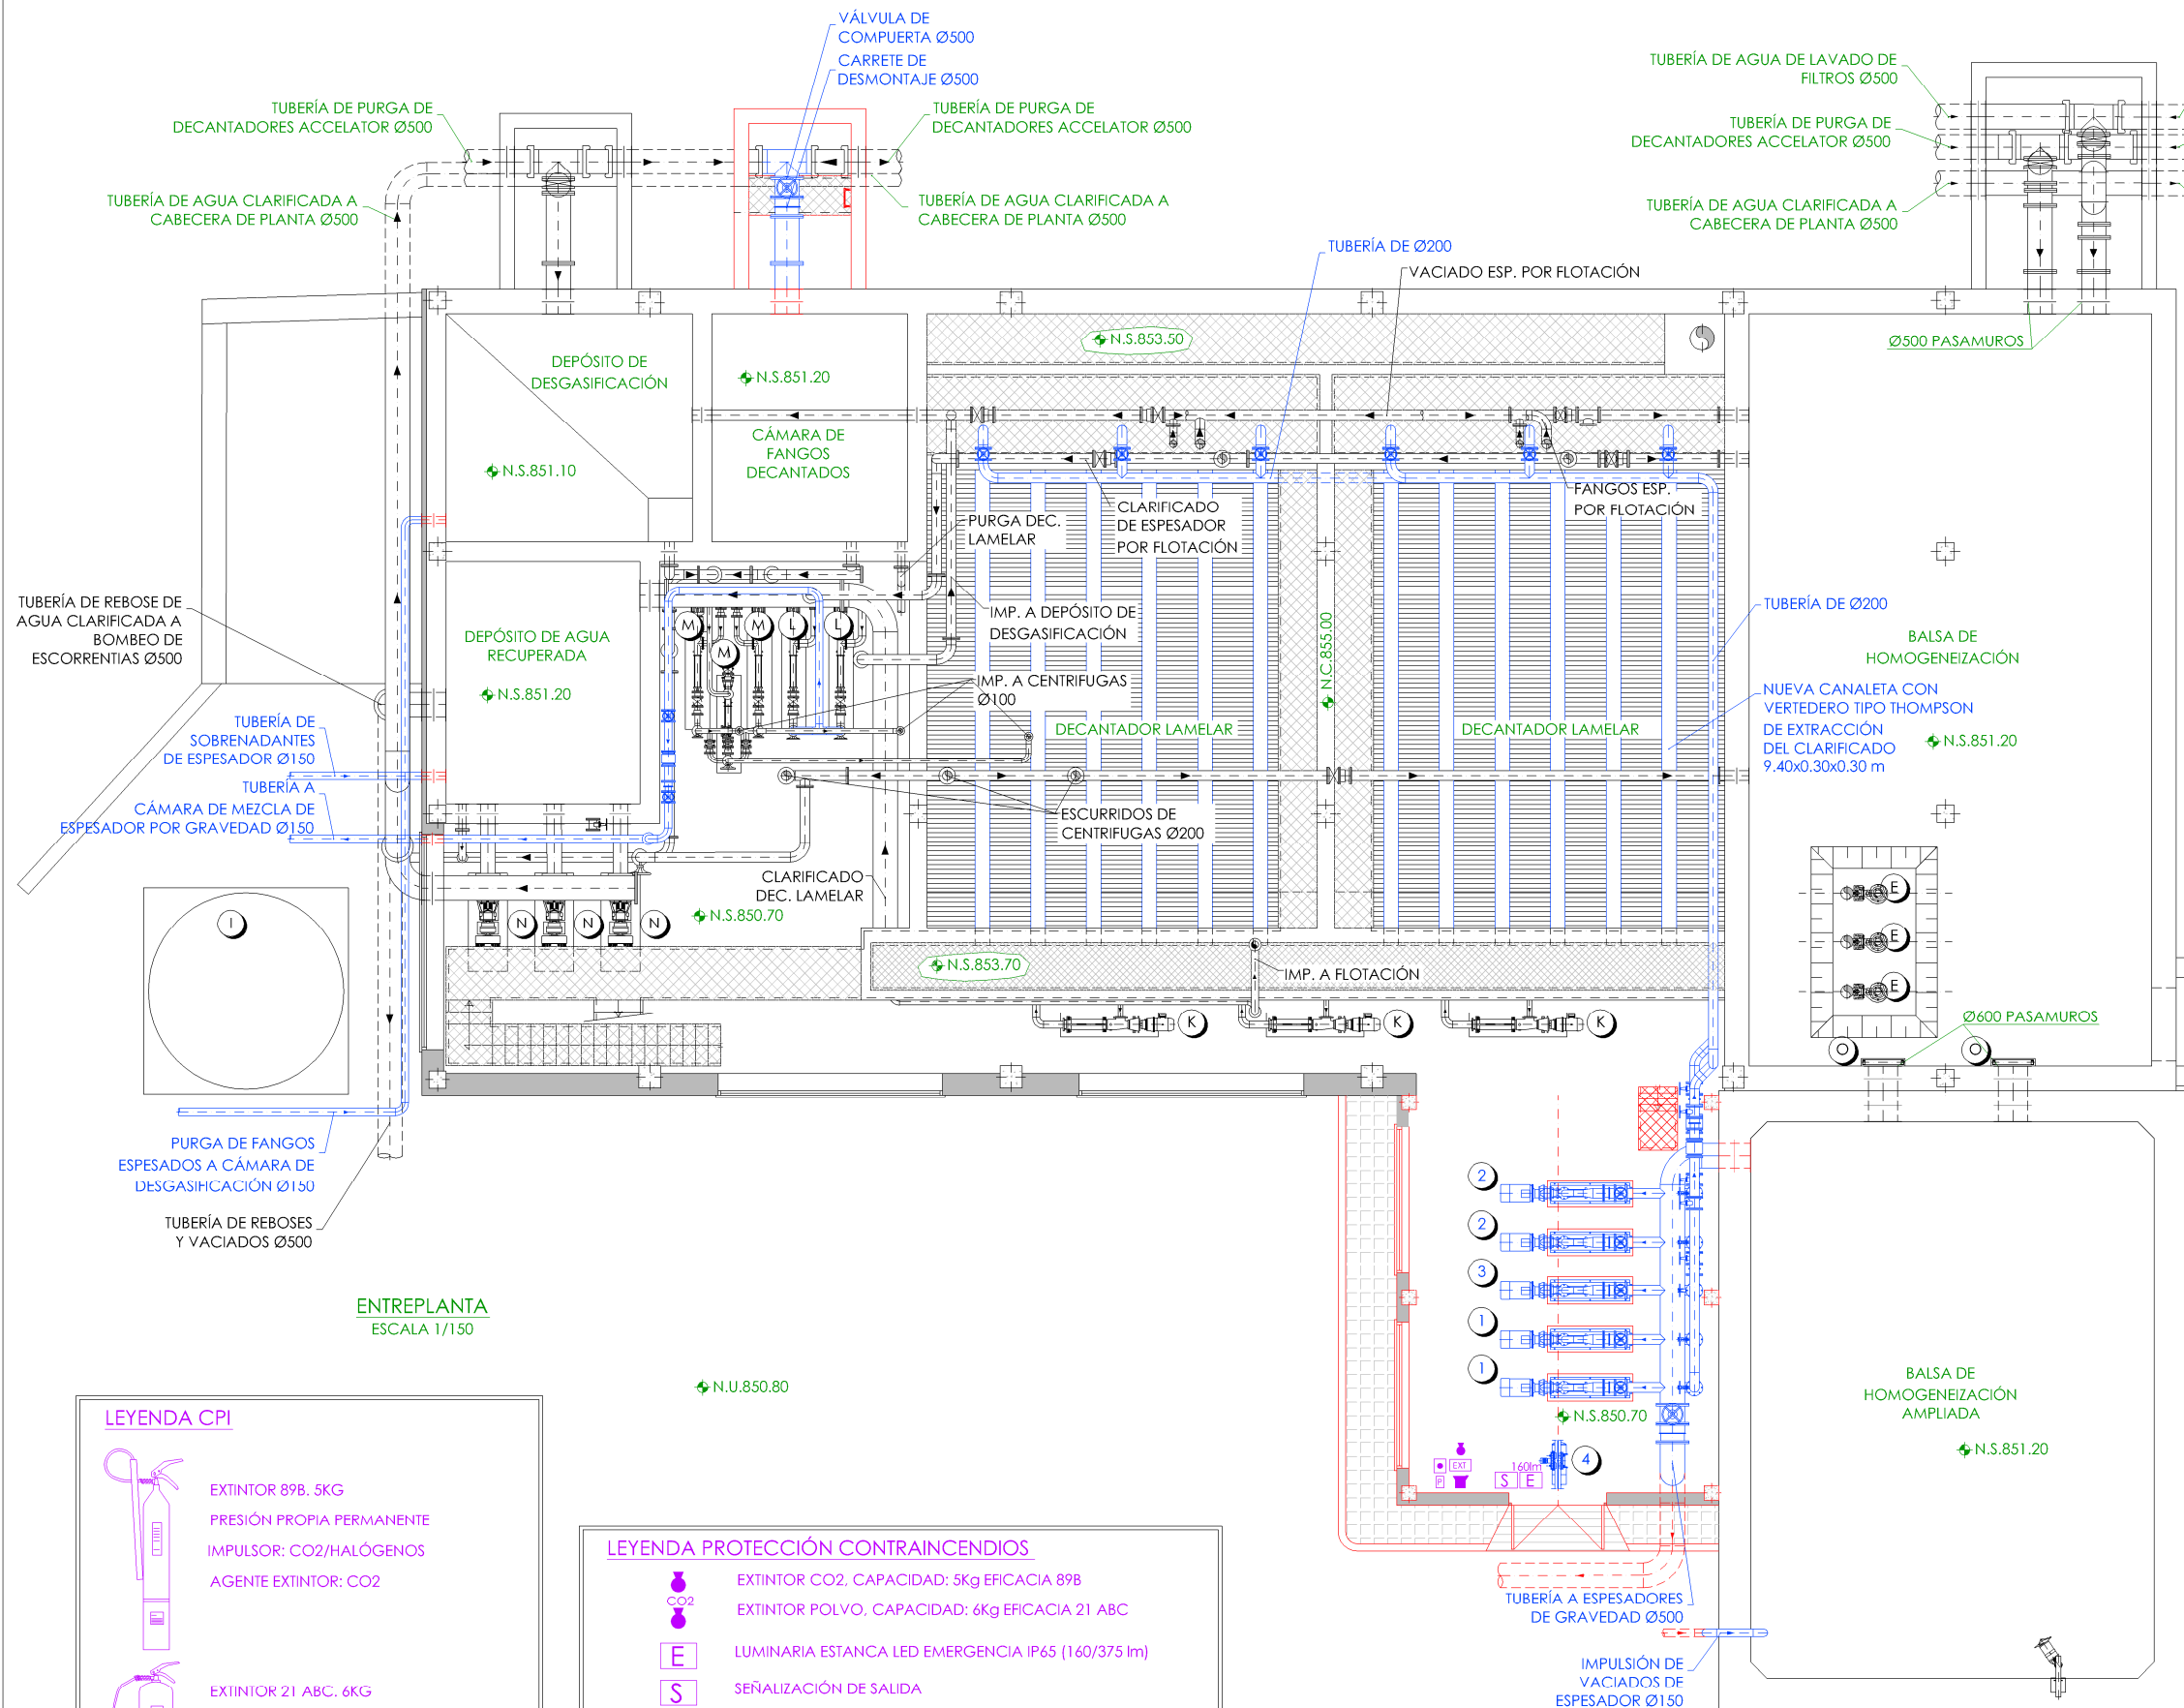 VÁLVULA DE
COMPUERTA Ø500
CARRETE DE
DESMONTAJE Ø500
TUBERÍA DE PURGA DE
DECANTADORES ACCELATOR Ø500
TUBERÍA DE PURGA DE
DECANTADORES ACCELATOR Ø500
TUBERÍA DE AGUA DE LAVADO DE
FILTROS Ø500
TUBERÍA DE PURGA DE
DECANTADORES ACCELATOR Ø500
TUBERÍA DE AGUA CLARIFICADA A
CABECERA DE PLANTA Ø500
TUBERÍA DE AGUA CLARIFICADA A
CABECERA DE PLANTA Ø500
TUBERÍA DE AGUA CLARIFICADA A
CABECERA DE PLANTA Ø500
TUBERÍA DE Ø200
VACIADO ESP. POR FLOTACIÓN
Ø500 PASAMUROS
N.S.853.50
DEPÓSITO DE
DESGASIFICACIÓN
N.S.851.10
N.S.851.20
CÁMARA DE
FANGOS
DECANTADOS
PURGA DEC.
LAMELAR
CLARIFICADO
DE ESPESADOR
POR FLOTACIÓN
FANGOS ESP.
POR FLOTACIÓN
TUBERÍA DE REBOSE DE
AGUA CLARIFICADA A
BOMBEO DE
ESCORRENTIAS Ø500
DEPÓSITO DE AGUA
RECUPERADA
N.S.851.20
M
M
L
L
M
IMP. A DEPÓSITO DE
DESGASIFICACIÓN
IMP. A CENTRIFUGAS
Ø100
N.C.855.00
TUBERÍA DE Ø200
BALSA DE
HOMOGENEIZACIÓN
NUEVA CANALETA CON
VERTEDERO TIPO THOMPSON
DE EXTRACCIÓN
DEL CLARIFICADO
9.40x0.30x0.30 m
N.S.851.20
DECANTADOR LAMELAR
DECANTADOR LAMELAR
TUBERÍA DE
SOBRENADANTES
DE ESPESADOR Ø150
TUBERÍA A
CÁMARA DE MEZCLA DE
ESPESADOR POR GRAVEDAD Ø150
ESCURRIDOS DE
CENTRIFUGAS Ø200
CLARIFICADO
DEC. LAMELAR
N.S.850.70
I
N
N
N
E
E
E
N.S.853.70
IMP. A FLOTACIÓN
K
K
K
Ø600 PASAMUROS
O
O
PURGA DE FANGOS
ESPESADOS A CÁMARA DE
DESGASIFICACIÓN Ø150
TUBERÍA DE REBOSES
Y VACIADOS Ø500
2
2
3
1
1
ENTREPLANTA
ESCALA 1/150
N.U.850.80
N.S.850.70
BALSA DE
HOMOGENEIZACIÓN
AMPLIADA
N.S.851.20
EXT
P
160lm
S
E
4
TUBERÍA A ESPESADORES
DE GRAVEDAD Ø500
IMPULSIÓN DE
VACIADOS DE
ESPESADOR Ø150
LEYENDA CPI
EXTINTOR 89B. 5KG
PRESIÓN PROPIA PERMANENTE
IMPULSOR: CO2/HALÓGENOS
AGENTE EXTINTOR: CO2
EXTINTOR 21 ABC. 6KG
LEYENDA PROTECCIÓN CONTRAINCENDIOS
EXTINTOR CO2, CAPACIDAD: 5Kg EFICACIA 89B
CO2
EXTINTOR POLVO, CAPACIDAD: 6Kg EFICACIA 21 ABC
E
LUMINARIA ESTANCA LED EMERGENCIA IP65 (160/375 lm)
S
SEÑALIZACIÓN DE SALIDA